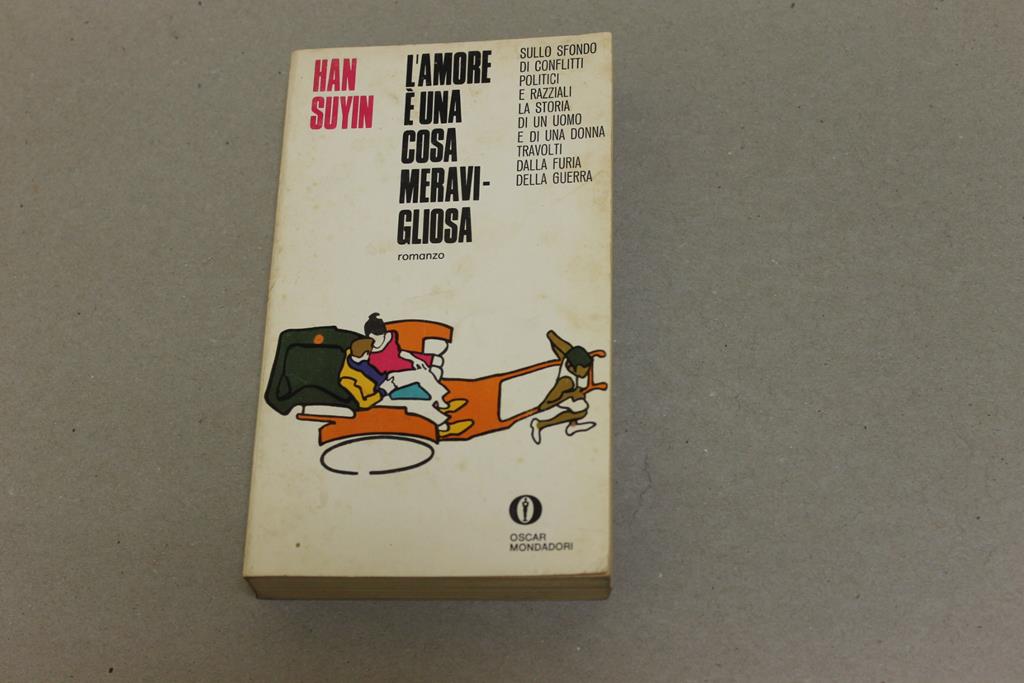 HAN
SUYIN
L'AMORE
È UNA
COSA
MERAVI-
GLIOSA
romanzo
SULLO SFONDO
DI CONFLITTI
POLITICI
E RAZZIALI
LA STORIA
DI UN UOMO
E DI UNA DONNA
TRAVOLTI
DALLA FURIA
DELLA GUERRA
OSCAR
MONDADORI